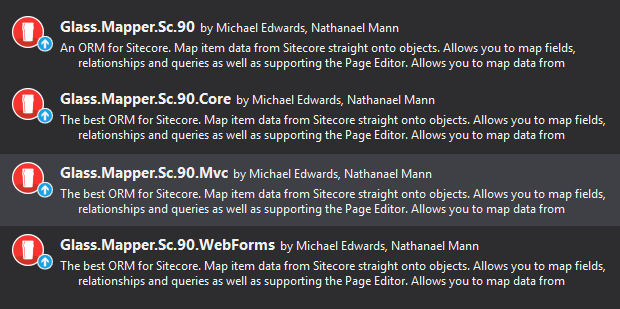 Glass.Mapper.Sc.90 by Michael Edwards, Nathanael Mann
An ORM for Sitecore. Map item data from Sitecore straight onto objects. Allows you to map fields,
relationships and queries as well as supporting the Page Editor. Allows you to map data from
Glass.Mapper.Sc.90.Core by Michael Edwards, Nathanael Mann
The best ORM for Sitecore. Map item data from Sitecore straight onto objects. Allows you to map fields,
relationships and queries as well as supporting the Page Editor. Allows you to map data from
Glass.Mapper.Sc.90.Mvc by Michael Edwards, Nathanael Mann
The best ORM for Sitecore. Map item data from Sitecore straight onto objects. Allows you to map fields,
relationships and queries as well as supporting the Page Editor. Allows you to map data from
Glass.Mapper.Sc.90.WebForms by Michael Edwards, Nathanael Mann
The best ORM for Sitecore. Map item data from Sitecore straight onto objects. Allows you to map fields,
relationships and queries as well as supporting the Page Editor. Allows you to map data from